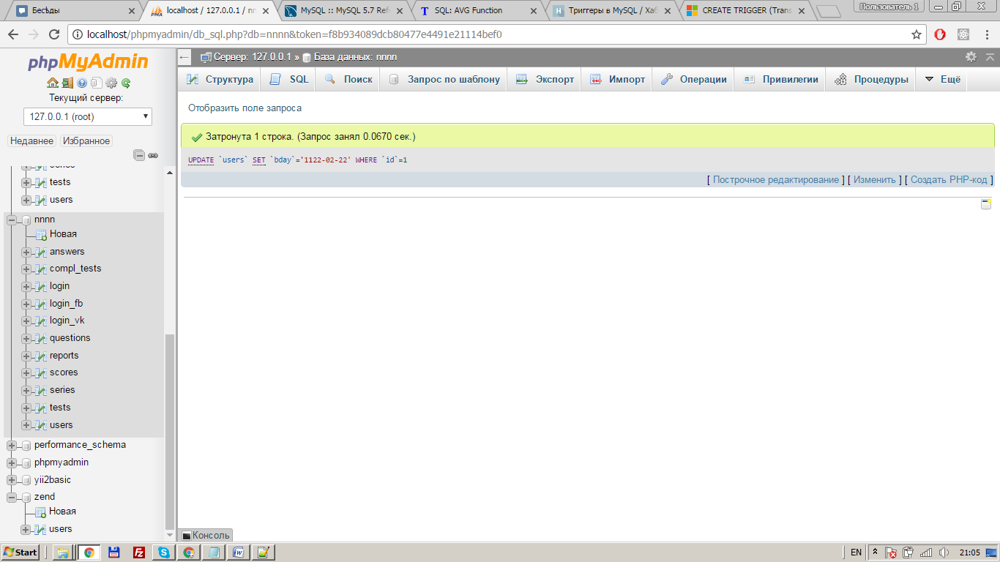 Бесѣды
localhost / 127.0.0.1 / nn
MySQL :: MySQL 5.7 Refe
SQL: AVG Function
Триггеры в MySQL / Хаб
CREATE TRIGGER (Trans
Пользователь 1
localhost/phpmyadmin/db_sql.php?db=nnnn&token=f8b934089dcb80477e4491e21114bef0
phpMyAdmin
Текущий сервер:
127.0.0.1 (root)
Недавнее Избранное
series
tests
users
nnnn
Новая
answers
compl_tests
login
login_fb
login_vk
questions
reports
scores
series
tests
users
performance_schema
phpmyadmin
yii2basic
zend
Новая
users
Сервер: 127.0.0.1 » База данных: nnnn
Структура SQL Поиск Запрос по шаблону Экспорт Импорт Операции Привилегии Процедуры Ещё
Отобразить поле запроса
Затронута 1 строка. (Запрос занял 0.0670 сек.)
UPDATE `users` SET `bday`='1122-02-22' WHERE `id`=1
[ Построчное редактирование ] [ Изменить ] [ Создать PHP-код ]
Консоль
Start
EN
21:05